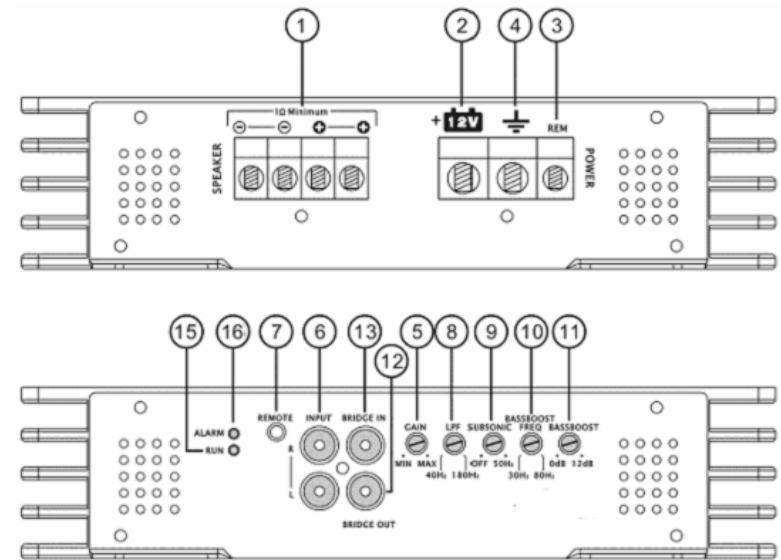 1 2 4 3
1Ω Minimum
⊖ ⊖ ⊕ ⊕
+ 12V REM
SPEAKER POWER
15 16 7 6 13 5 8 9 10 11
12
REMOTE INPUT BRIDGE IN GAIN LPF SUBSONIC BASSBOOST FREQ BASSBOOST
ALARM
RUN
R
L
MIN MAX 40Hz 180Hz OFF 50Hz 30Hz 80Hz 0dB 12dB
BRIDGE OUT